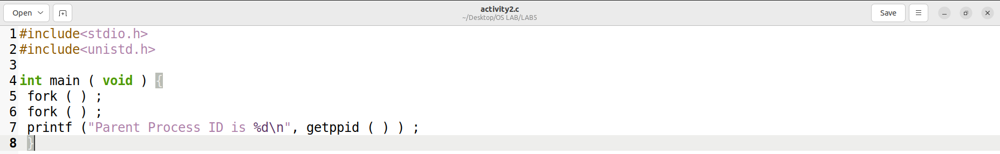 Open
activity2.c
~/Desktop/OS LAB/LAB5
Save
1 #include<stdio.h>
2 #include<unistd.h>
3
4 int main ( void ) {
5  fork ( ) ;
6  fork ( ) ;
7  printf ("Parent Process ID is %d\n", getppid ( ) ) ;
8  }